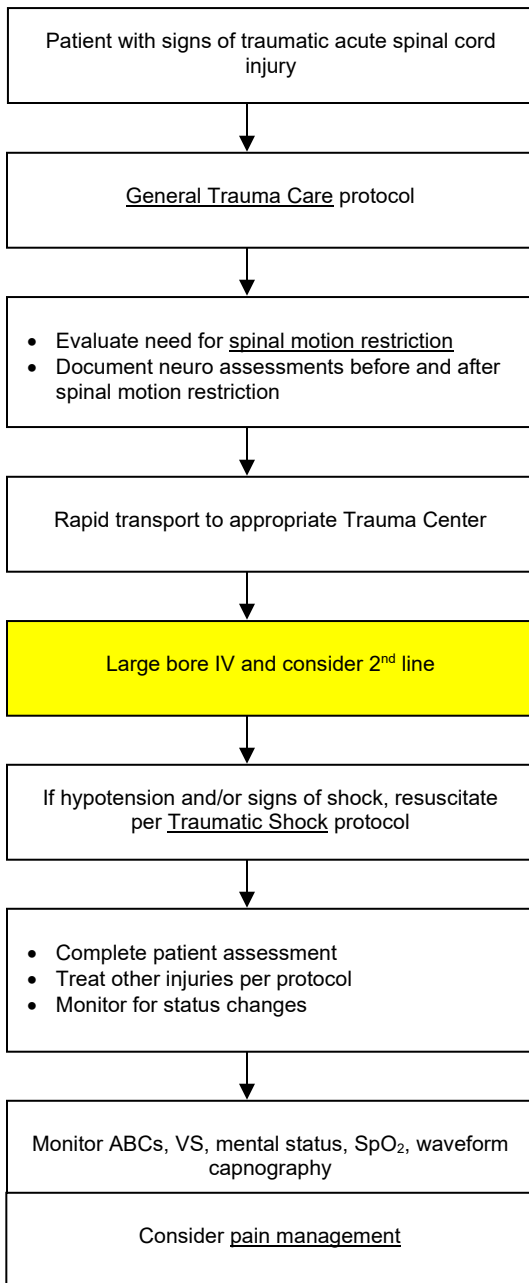 Patient with signs of traumatic acute spinal cord
injury
General Trauma Care protocol
• Evaluate need for spinal motion restriction
• Document neuro assessments before and after
spinal motion restriction
Rapid transport to appropriate Trauma Center
Large bore IV and consider 2nd line
If hypotension and/or signs of shock, resuscitate
per Traumatic Shock protocol
• Complete patient assessment
• Treat other injuries per protocol
• Monitor for status changes
Monitor ABCs, VS, mental status, SpO₂, waveform
capnography
Consider pain management